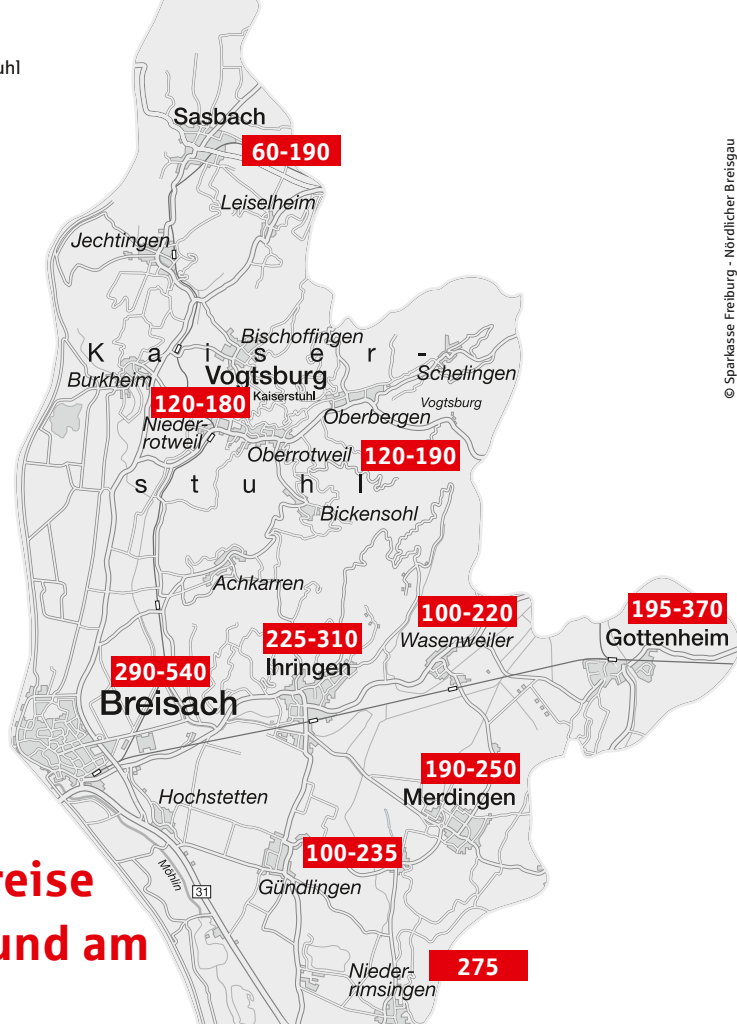 uhl
Sasbach
60-190
Leiselheim
Jechtingen
Bischoffingen
Kaiser-
Burkheim
Vogtsburg
Kaiserstuhl
Schelingen
120-180
Vogtsburg
Oberbergen
Nieder-
rotweil
Oberrotweil
120-190
stuhl
Bickensohl
Achkarren
100-220
195-370
Wasenweiler
Gottenheim
225-310
Ihringen
290-540
Breisach
190-250
Merdingen
Hochstetten
100-235
Gündlingen
Möhlin
31
reise
und am
275
Nieder-
rimsingen
© Sparkasse Freiburg - Nördlicher Breisgau